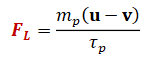 F_L = m_p(u − v) / τ_p